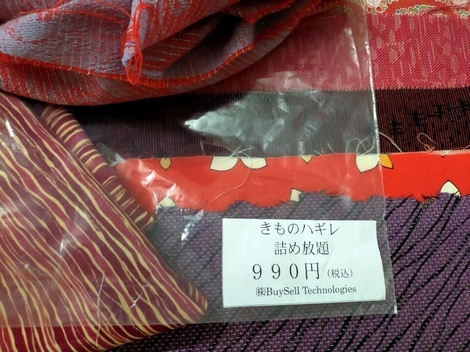 きものハギレ
詰め放題
990円(税込)
㈱BuySell Technologies